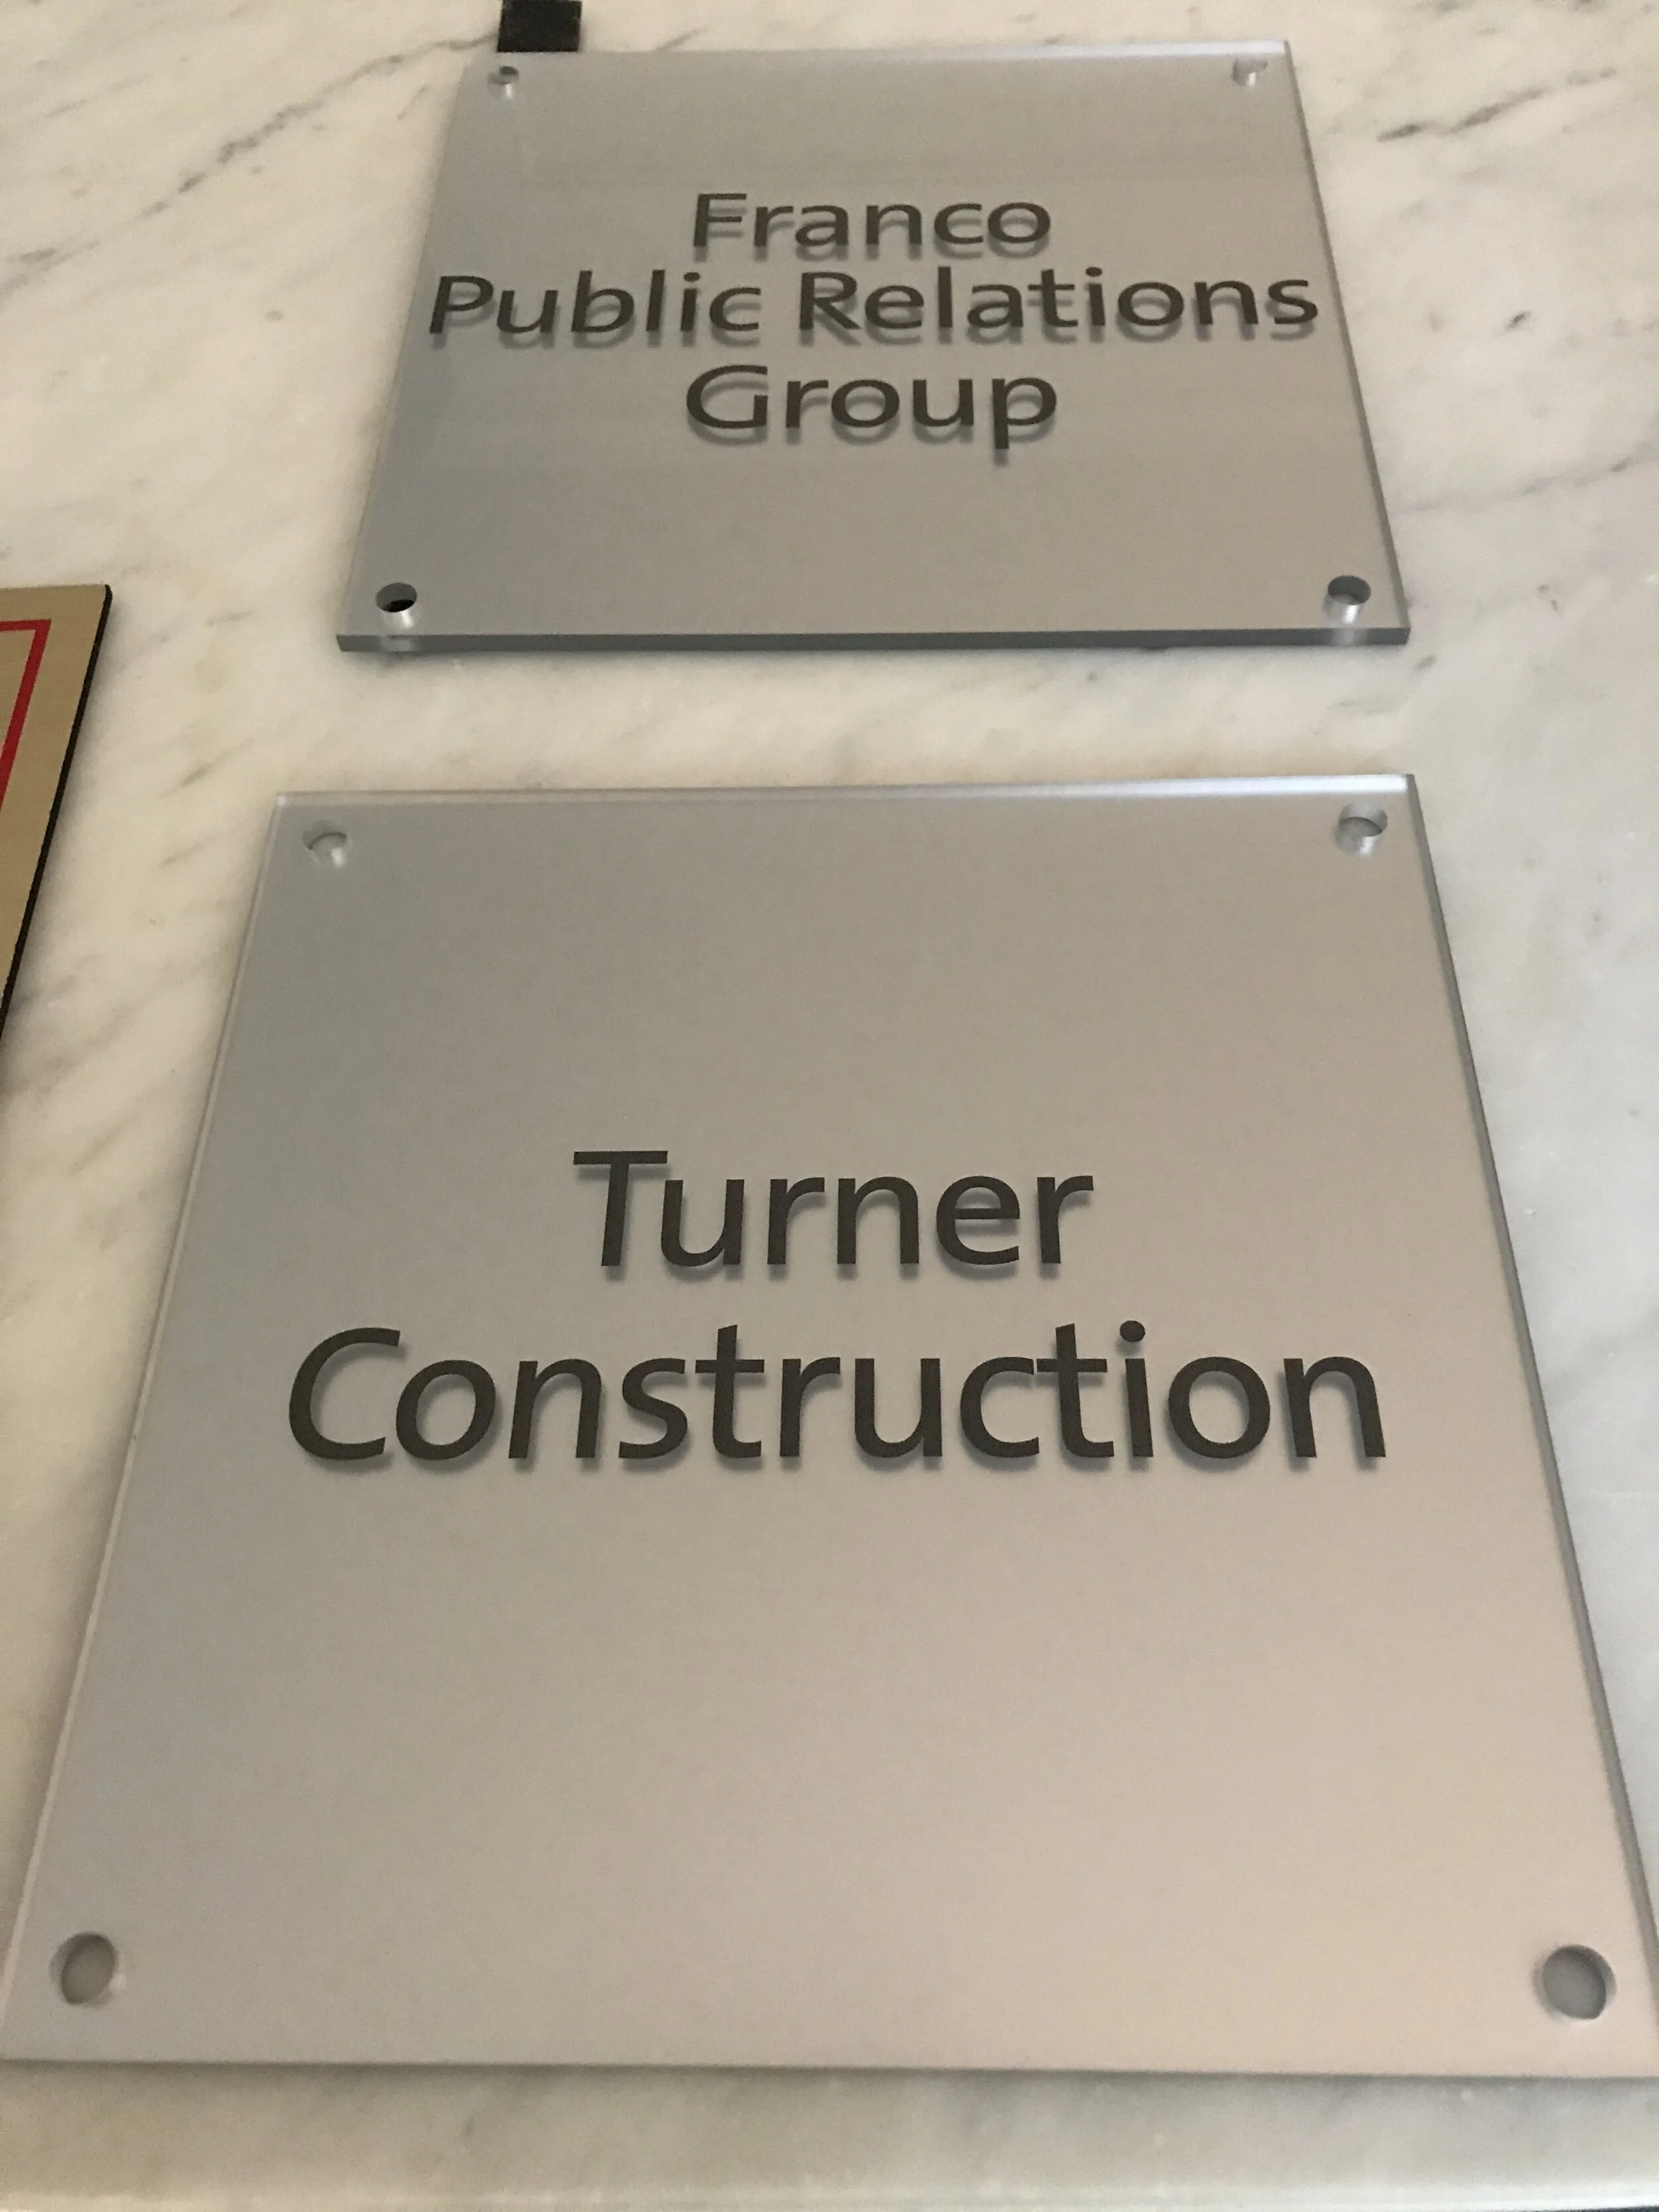 Franco
Public Relations
Group
Turner
Construction